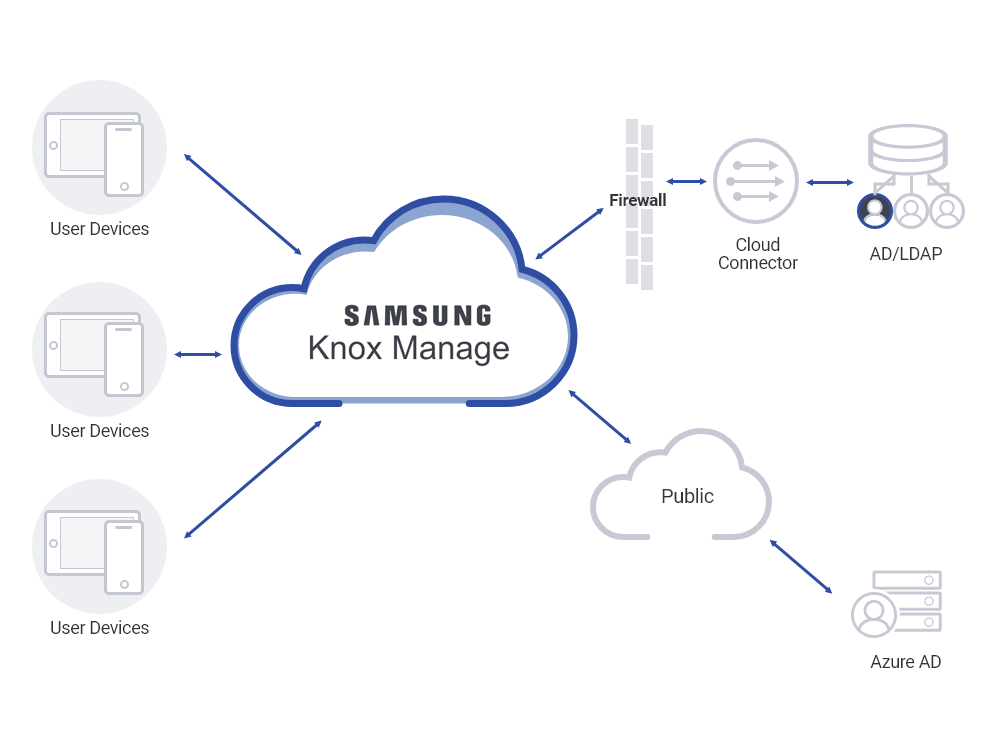 User Devices
User Devices
User Devices
SAMSUNG
Knox Manage
Firewall
Cloud
Connector
AD/LDAP
Public
Azure AD